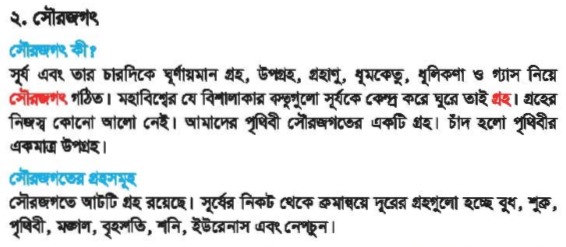 ২. সৌরজগৎ
সৌরজগৎ কী?
সূর্য এবং তার চারদিকে ঘূর্ণায়মান গ্রহ, উপগ্রহ, গ্রহাণু, ধূমকেতু, ধূলিকণা ও গ্যাস নিয়ে
সৌরজগৎ গঠিত। মহাবিশ্বের যে বিশালাকার বস্তুগুলো সূর্যকে কেন্দ্র করে ঘুরে তাই গ্রহ। গ্রহের
নিজস্ব কোনো আলো নেই। আমাদের পৃথিবী সৌরজগতের একটি গ্রহ। চাঁদ হলো পৃথিবীর
একমাত্র উপগ্রহ।
সৌরজগতের গ্রহসমূহ
সৌরজগতে আটটি গ্রহ রয়েছে। সূর্যের নিকট থেকে ক্রমান্বয়ে দূরের গ্রহগুলো হচ্ছে বুধ, শুক্র,
পৃথিবী, মঙ্গল, বৃহস্পতি, শনি, ইউরেনাস এবং নেপচুন।